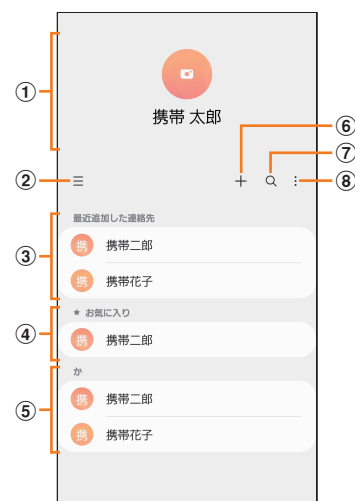 ①
携帯 太郎
⑥
⑦
② ⑧
最近追加した連絡先
③
携 携帯二郎
携 携帯花子
④
★ お気に入り
携 携帯二郎
か
⑤
携 携帯二郎
携 携帯花子